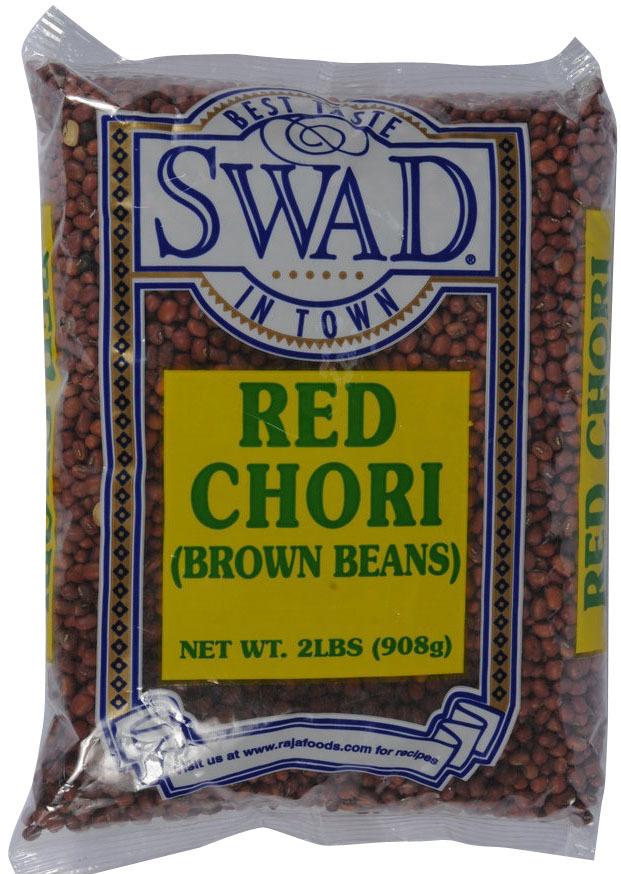 BEST TASTE
SWAD®
IN TOWN
RED
CHORI
(BROWN BEANS)
NET WT. 2LBS (908g)
Visit us at www.rajafoods.com for recipes
RED CHORI